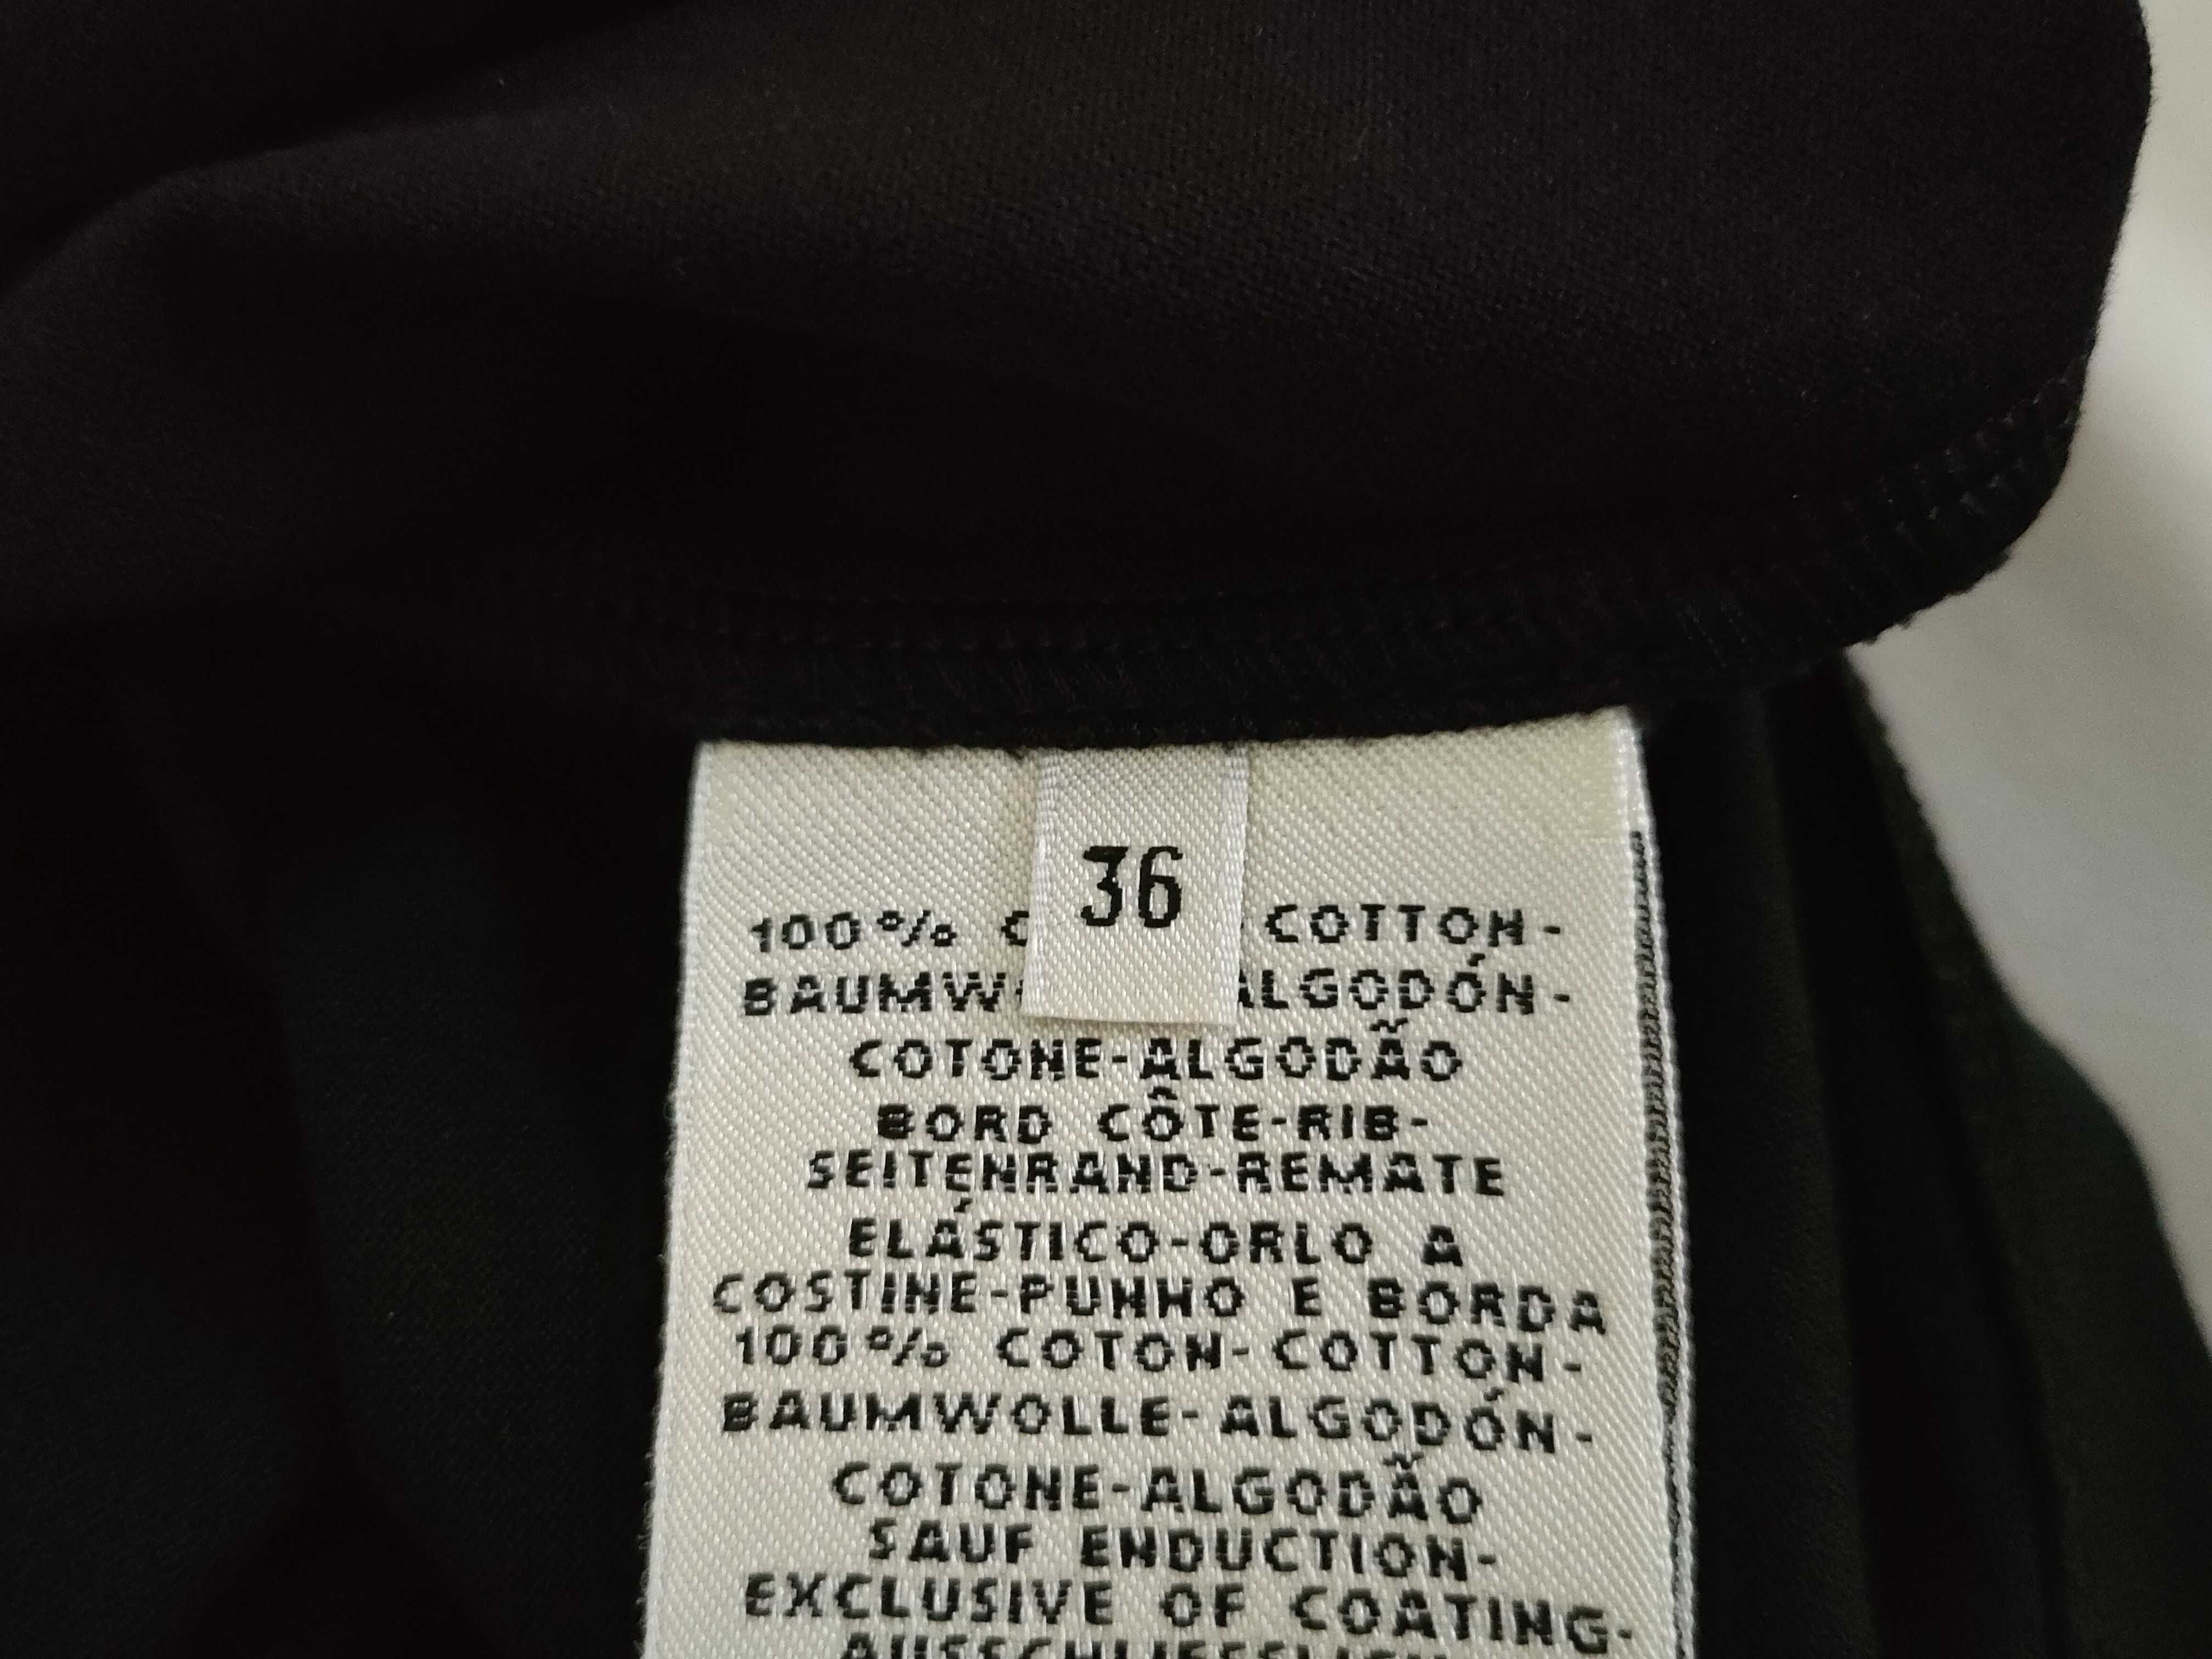 36
100% COTTON-
ALGODÓN-
COTONE-ALGODÃO
BORD CÔTE-RIB-
SEITENRAND-REMATE
ELÁSTICO-ORLO A
COSTINE-PUNHO E BORDA
100% COTON-COTTON-
BAUMWOLLE-ALGODÓN-
COTONE-ALGODÃO
SAUF ENDUCTION-
EXCLUSIVE OF COATING-